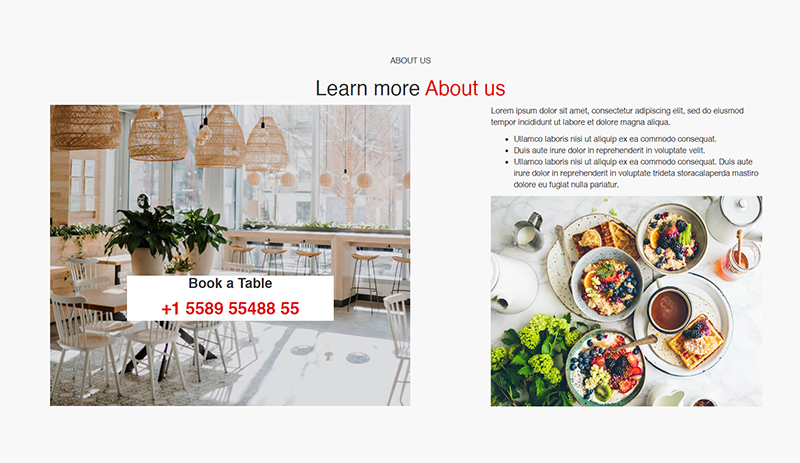 ABOUT US
Learn more About us
Book a Table
+1 5589 55488 55
Lorem ipsum dolor sit amet, consectetur adipiscing elit, sed do eiusmod
tempor incididunt ut labore et dolore magna aliqua.
Ullamco laboris nisi ut aliquip ex ea commodo consequat.
Duis aute irure dolor in reprehenderit in voluptate velit.
Ullamco laboris nisi ut aliquip ex ea commodo consequat. Duis aute
irure dolor in reprehenderit in voluptate trideta storacalaperda mastiro
dolore eu fugiat nulla pariatur.